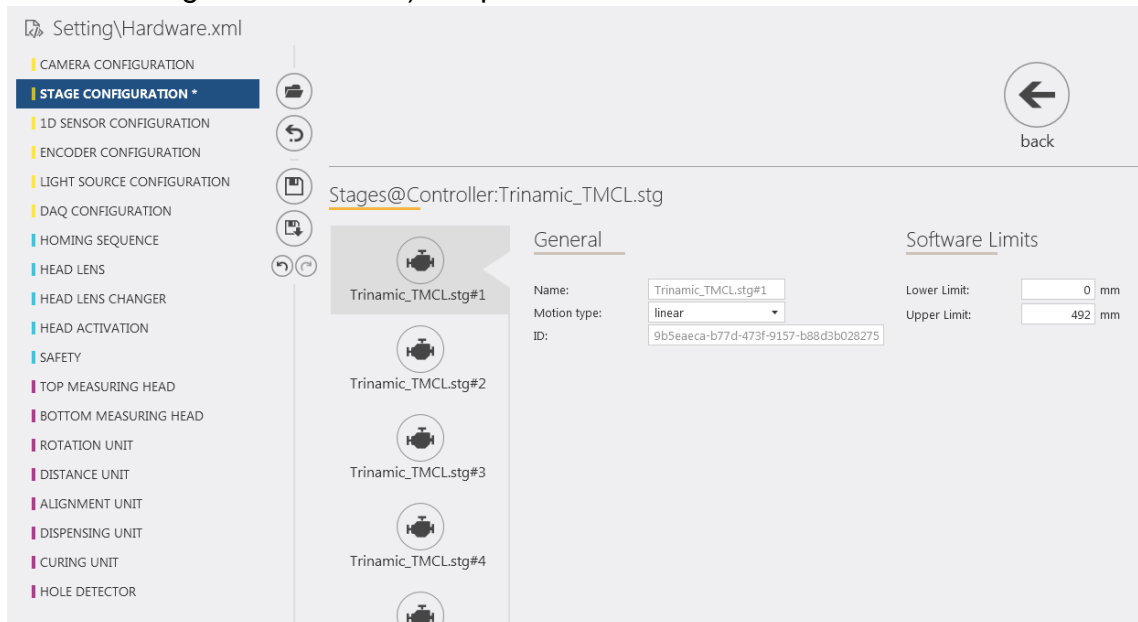 Setting\Hardware.xml
CAMERA CONFIGURATION
STAGE CONFIGURATION *
1D SENSOR CONFIGURATION
ENCODER CONFIGURATION
LIGHT SOURCE CONFIGURATION
DAQ CONFIGURATION
HOMING SEQUENCE
HEAD LENS
HEAD LENS CHANGER
HEAD ACTIVATION
SAFETY
TOP MEASURING HEAD
BOTTOM MEASURING HEAD
ROTATION UNIT
DISTANCE UNIT
ALIGNMENT UNIT
DISPENSING UNIT
CURING UNIT
HOLE DETECTOR
back
Stages@Controller:Trinamic_TMCL.stg
Trinamic_TMCL.stg#1
Trinamic_TMCL.stg#2
Trinamic_TMCL.stg#3
Trinamic_TMCL.stg#4
General
Name: Trinamic_TMCL.stg#1
Motion type: linear
ID: 9b5eaeca-b77d-473f-9157-b88d3b028275
Software Limits
Lower Limit: 0 mm
Upper Limit: 492 mm